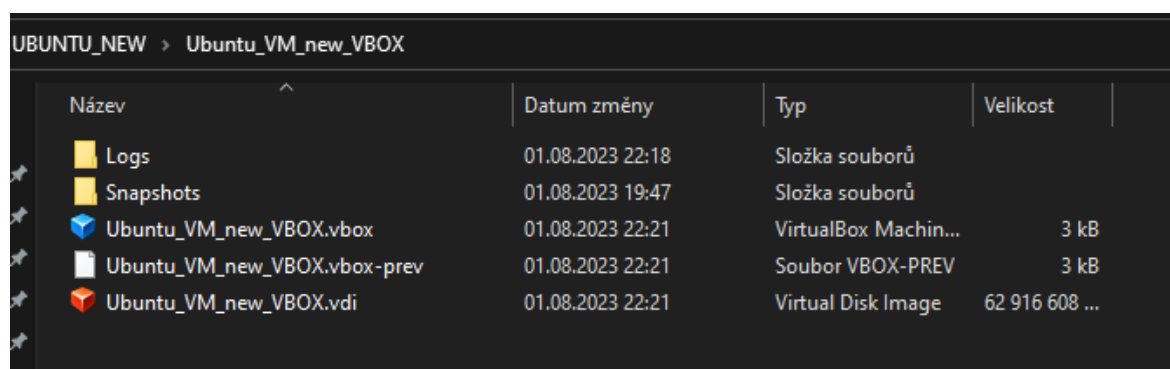 UBUNTU_NEW > Ubuntu_VM_new_VBOX
Název Datum změny Typ Velikost
Logs 01.08.2023 22:18 Složka souborů
Snapshots 01.08.2023 19:47 Složka souborů
Ubuntu_VM_new_VBOX.vbox 01.08.2023 22:21 VirtualBox Machin... 3 kB
Ubuntu_VM_new_VBOX.vbox-prev 01.08.2023 22:21 Soubor VBOX-PREV 3 kB
Ubuntu_VM_new_VBOX.vdi 01.08.2023 22:21 Virtual Disk Image 62 916 608 ...